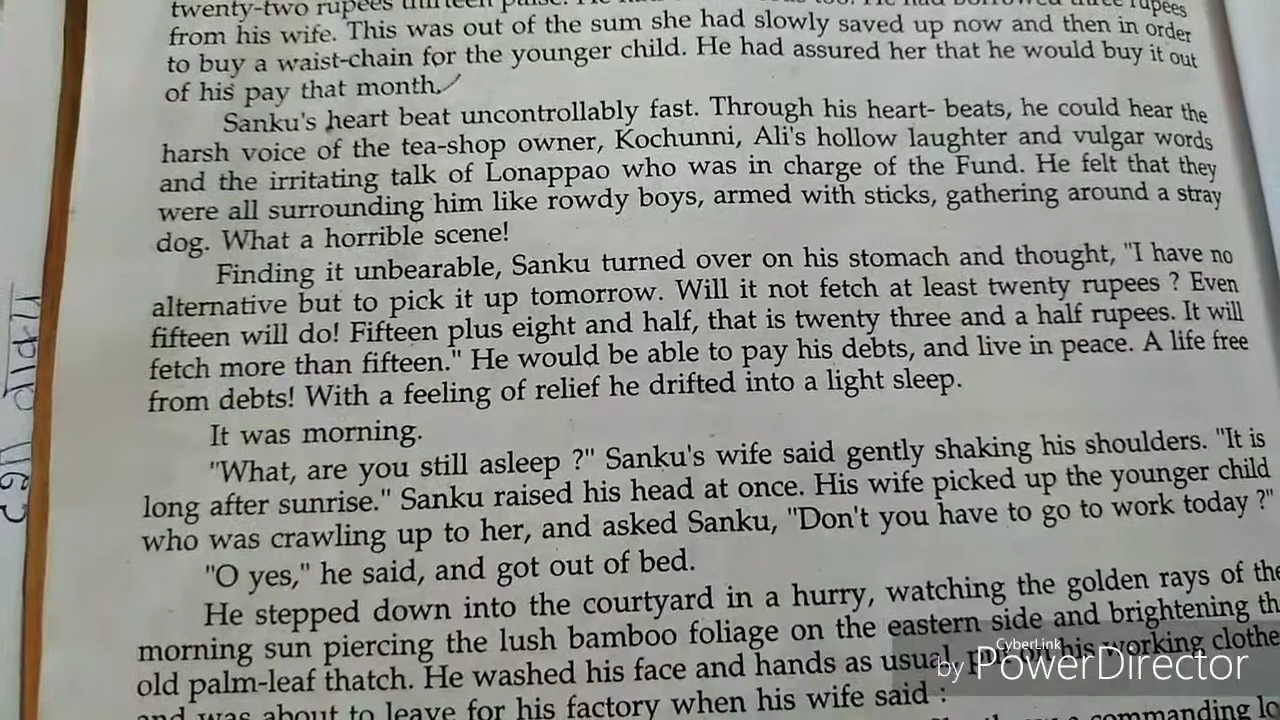 twenty-two rupees thirteen paise. He had rupees
from his wife. This was out of the sum she had slowly saved up now and then in order
to buy a waist-chain for the younger child. He had assured her that he would buy it out
of his pay that month.
Sanku's heart beat uncontrollably fast. Through his heart- beats, he could hear the
harsh voice of the tea-shop owner, Kochunni, Ali's hollow laughter and vulgar words
and the irritating talk of Lonappao who was in charge of the Fund. He felt that they
were all surrounding him like rowdy boys, armed with sticks, gathering around a stray
dog. What a horrible scene!
Finding it unbearable, Sanku turned over on his stomach and thought, "I have no
alternative but to pick it up tomorrow. Will it not fetch at least twenty rupees ? Even
fifteen will do! Fifteen plus eight and half, that is twenty three and a half rupees. It will
fetch more than fifteen." He would be able to pay his debts, and live in peace. A life free
from debts! With a feeling of relief he drifted into a light sleep.
It was morning.
"What, are you still asleep ?" Sanku's wife said gently shaking his shoulders. "It is
long after sunrise." Sanku raised his head at once. His wife picked up the younger child
who was crawling up to her, and asked Sanku, "Don't you have to go to work today ?"
"O yes," he said, and got out of bed.
He stepped down into the courtyard in a hurry, watching the golden rays of the
morning sun piercing the lush bamboo foliage on the eastern side and brightening th
old palm-leaf thatch. He washed his face and hands as usual, put on his working clothe
and was about to leave for his factory when his wife said :
a commanding lo
CyberLink
by PowerDirector